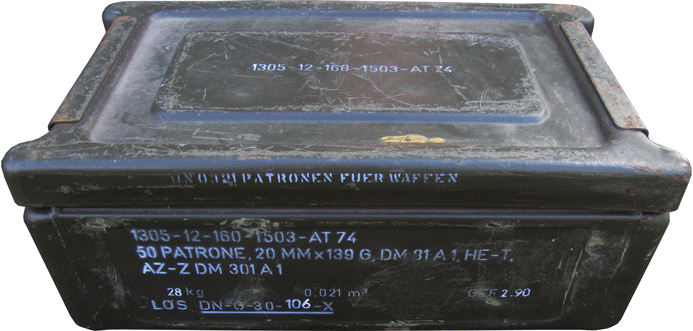 1305-12-160-1503-AT 74
UN 0321 PATRONEN FUER WAFFEN
1305-12-160-1503-AT 74
50 PATRONE, 20 MM x 139 G, DM 81 A 1, HE-T,
AZ-Z DM 301 A 1
28 kg 0.021 m³ 2.90
LOS DN-G-30-106-X